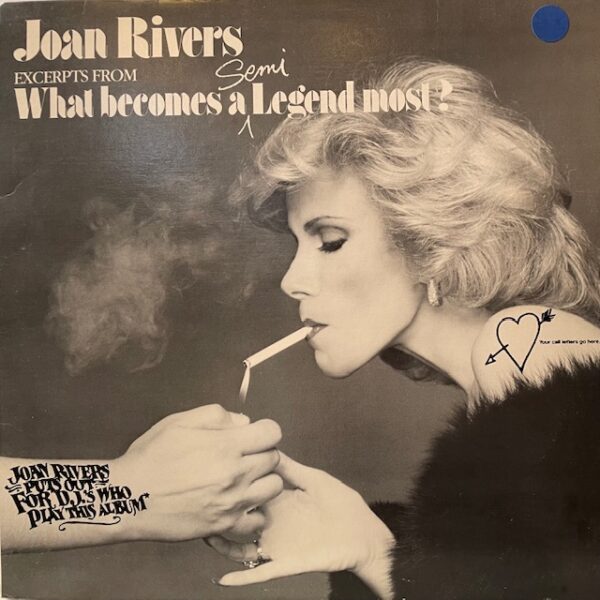 Joan Rivers
EXCERPTS FROM
Semi
What becomes a Legend most?
Your call letters go here.
JOAN RIVERS
PUTS OUT
FOR D.J.'S WHO
PLAY THIS ALBUM